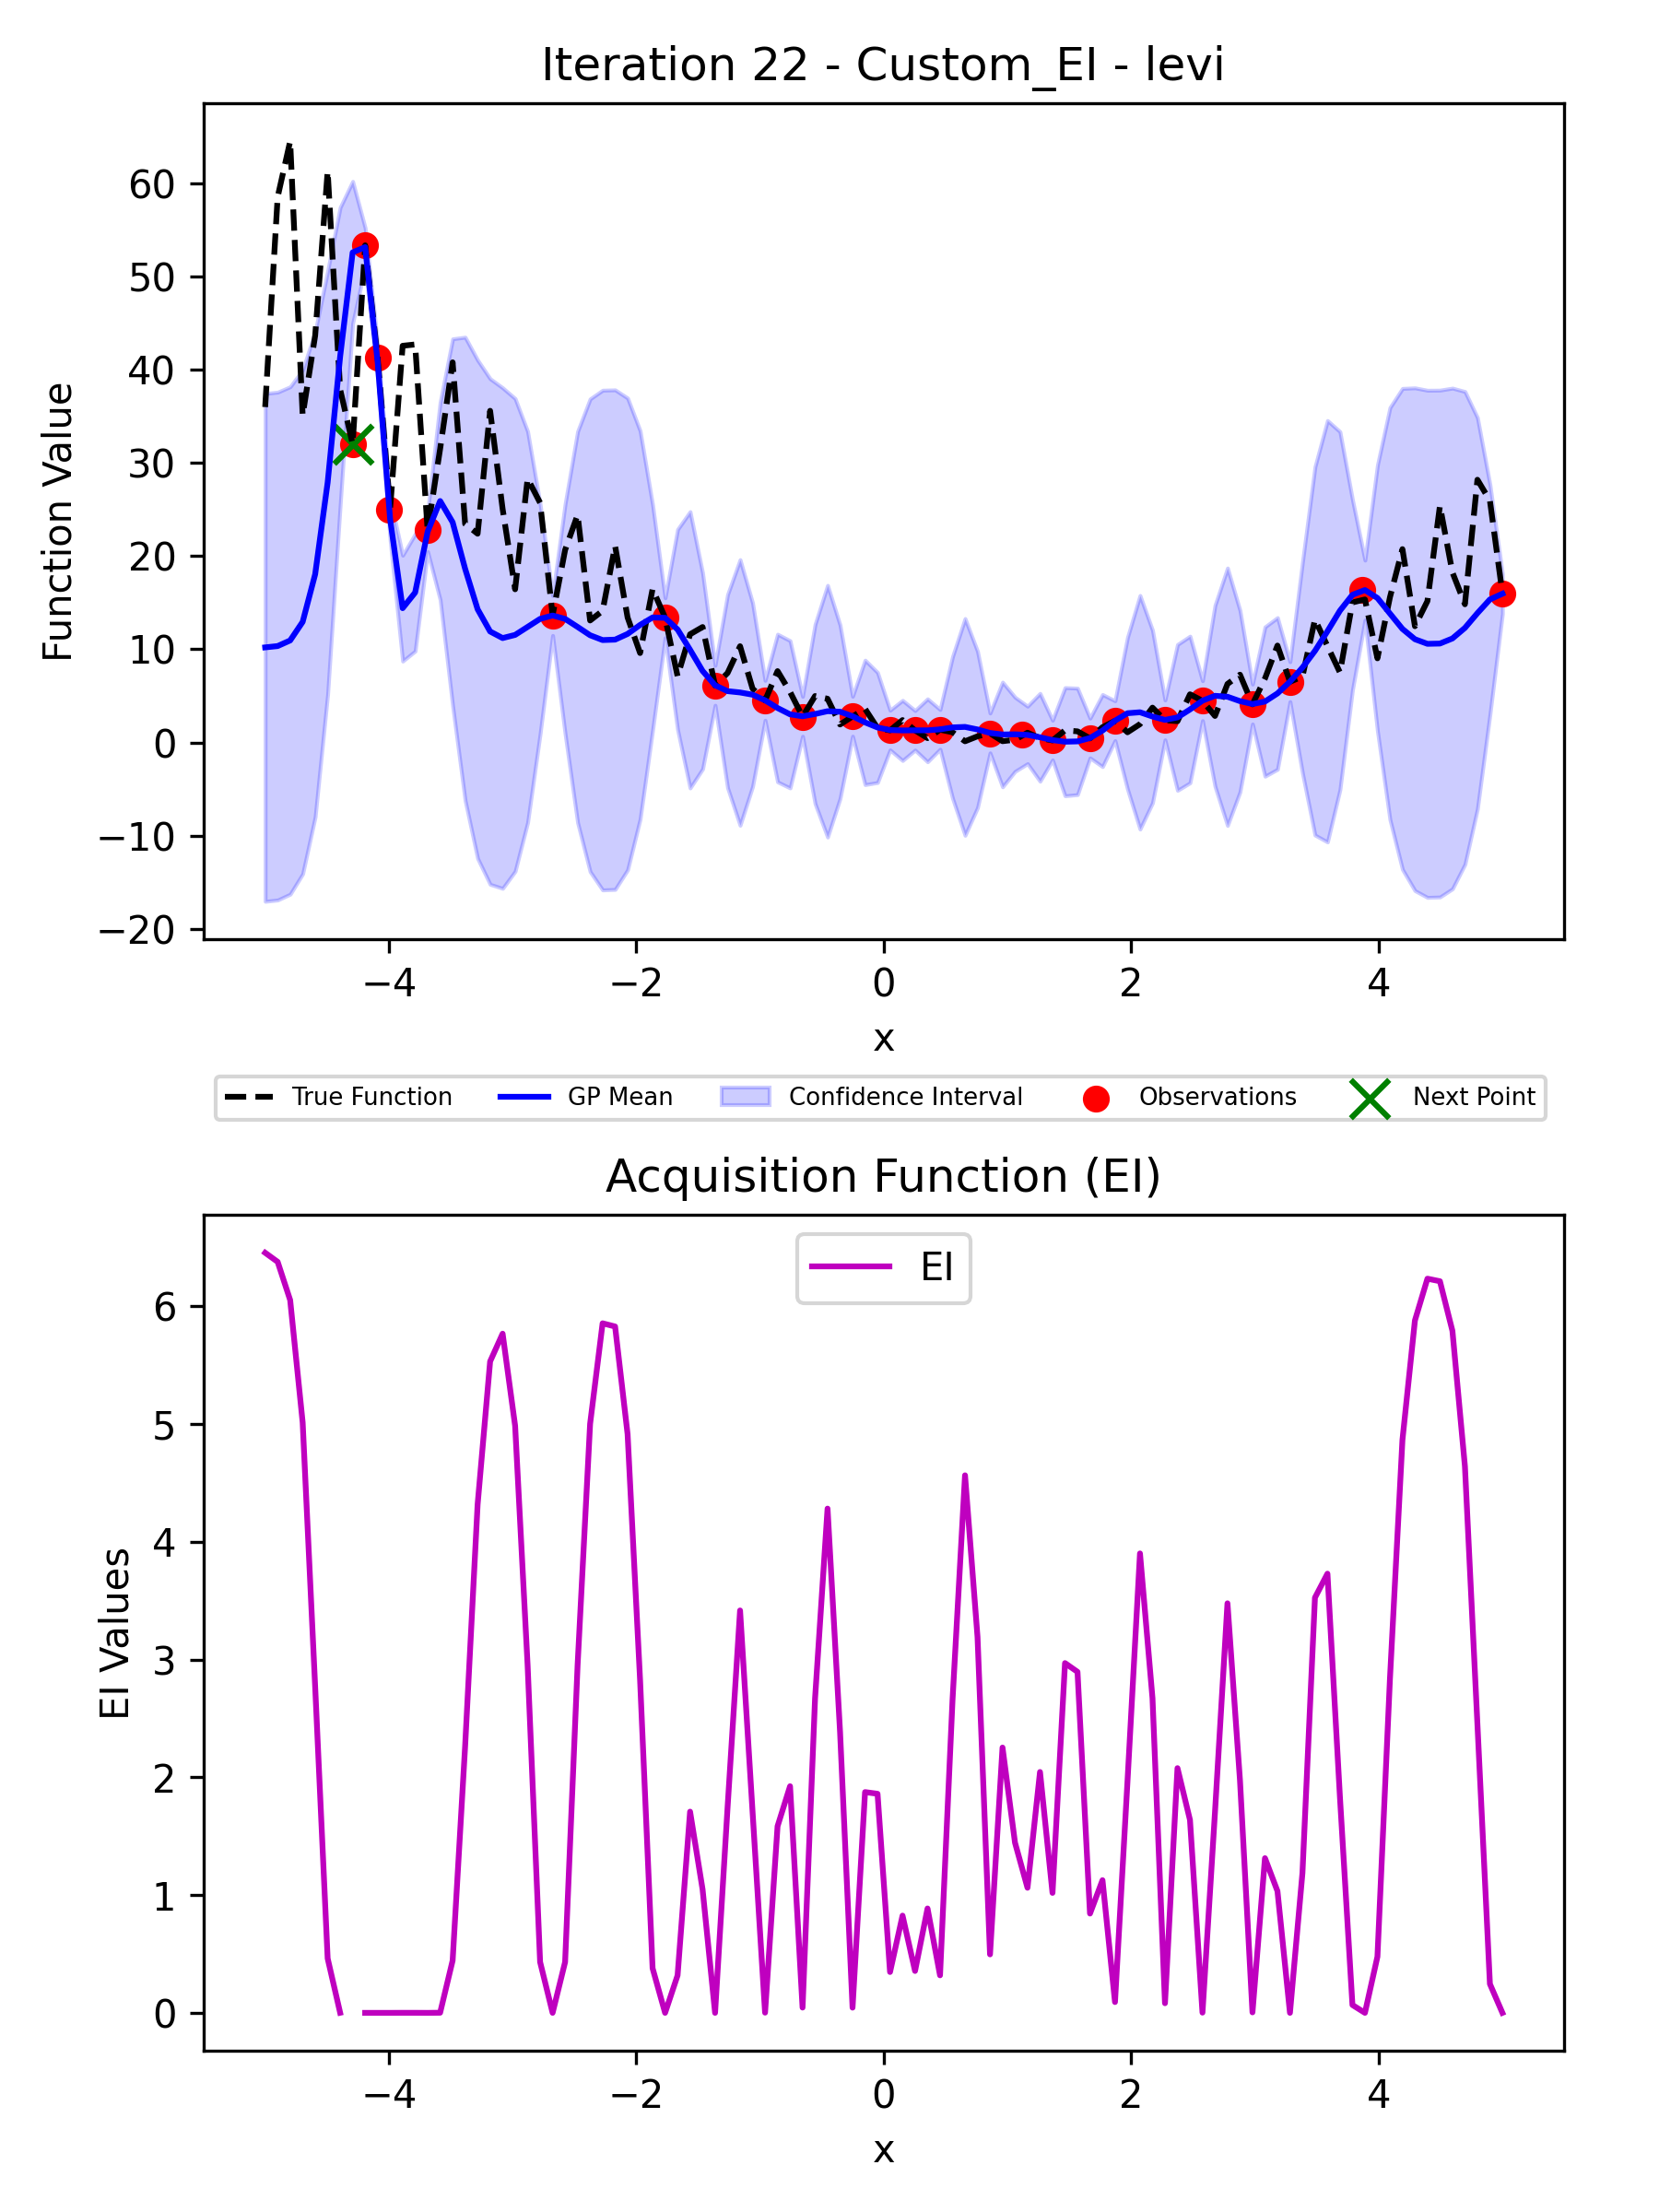 Iteration 22 - Custom_EI - levi
Function Value
60
50
40
30
20
10
0
−10
−20
−4
−2
0
2
4
x
True Function
GP Mean
Confidence Interval
Observations
Next Point
Acquisition Function (EI)
EI
EI Values
6
5
4
3
2
1
0
−4
−2
0
2
4
x